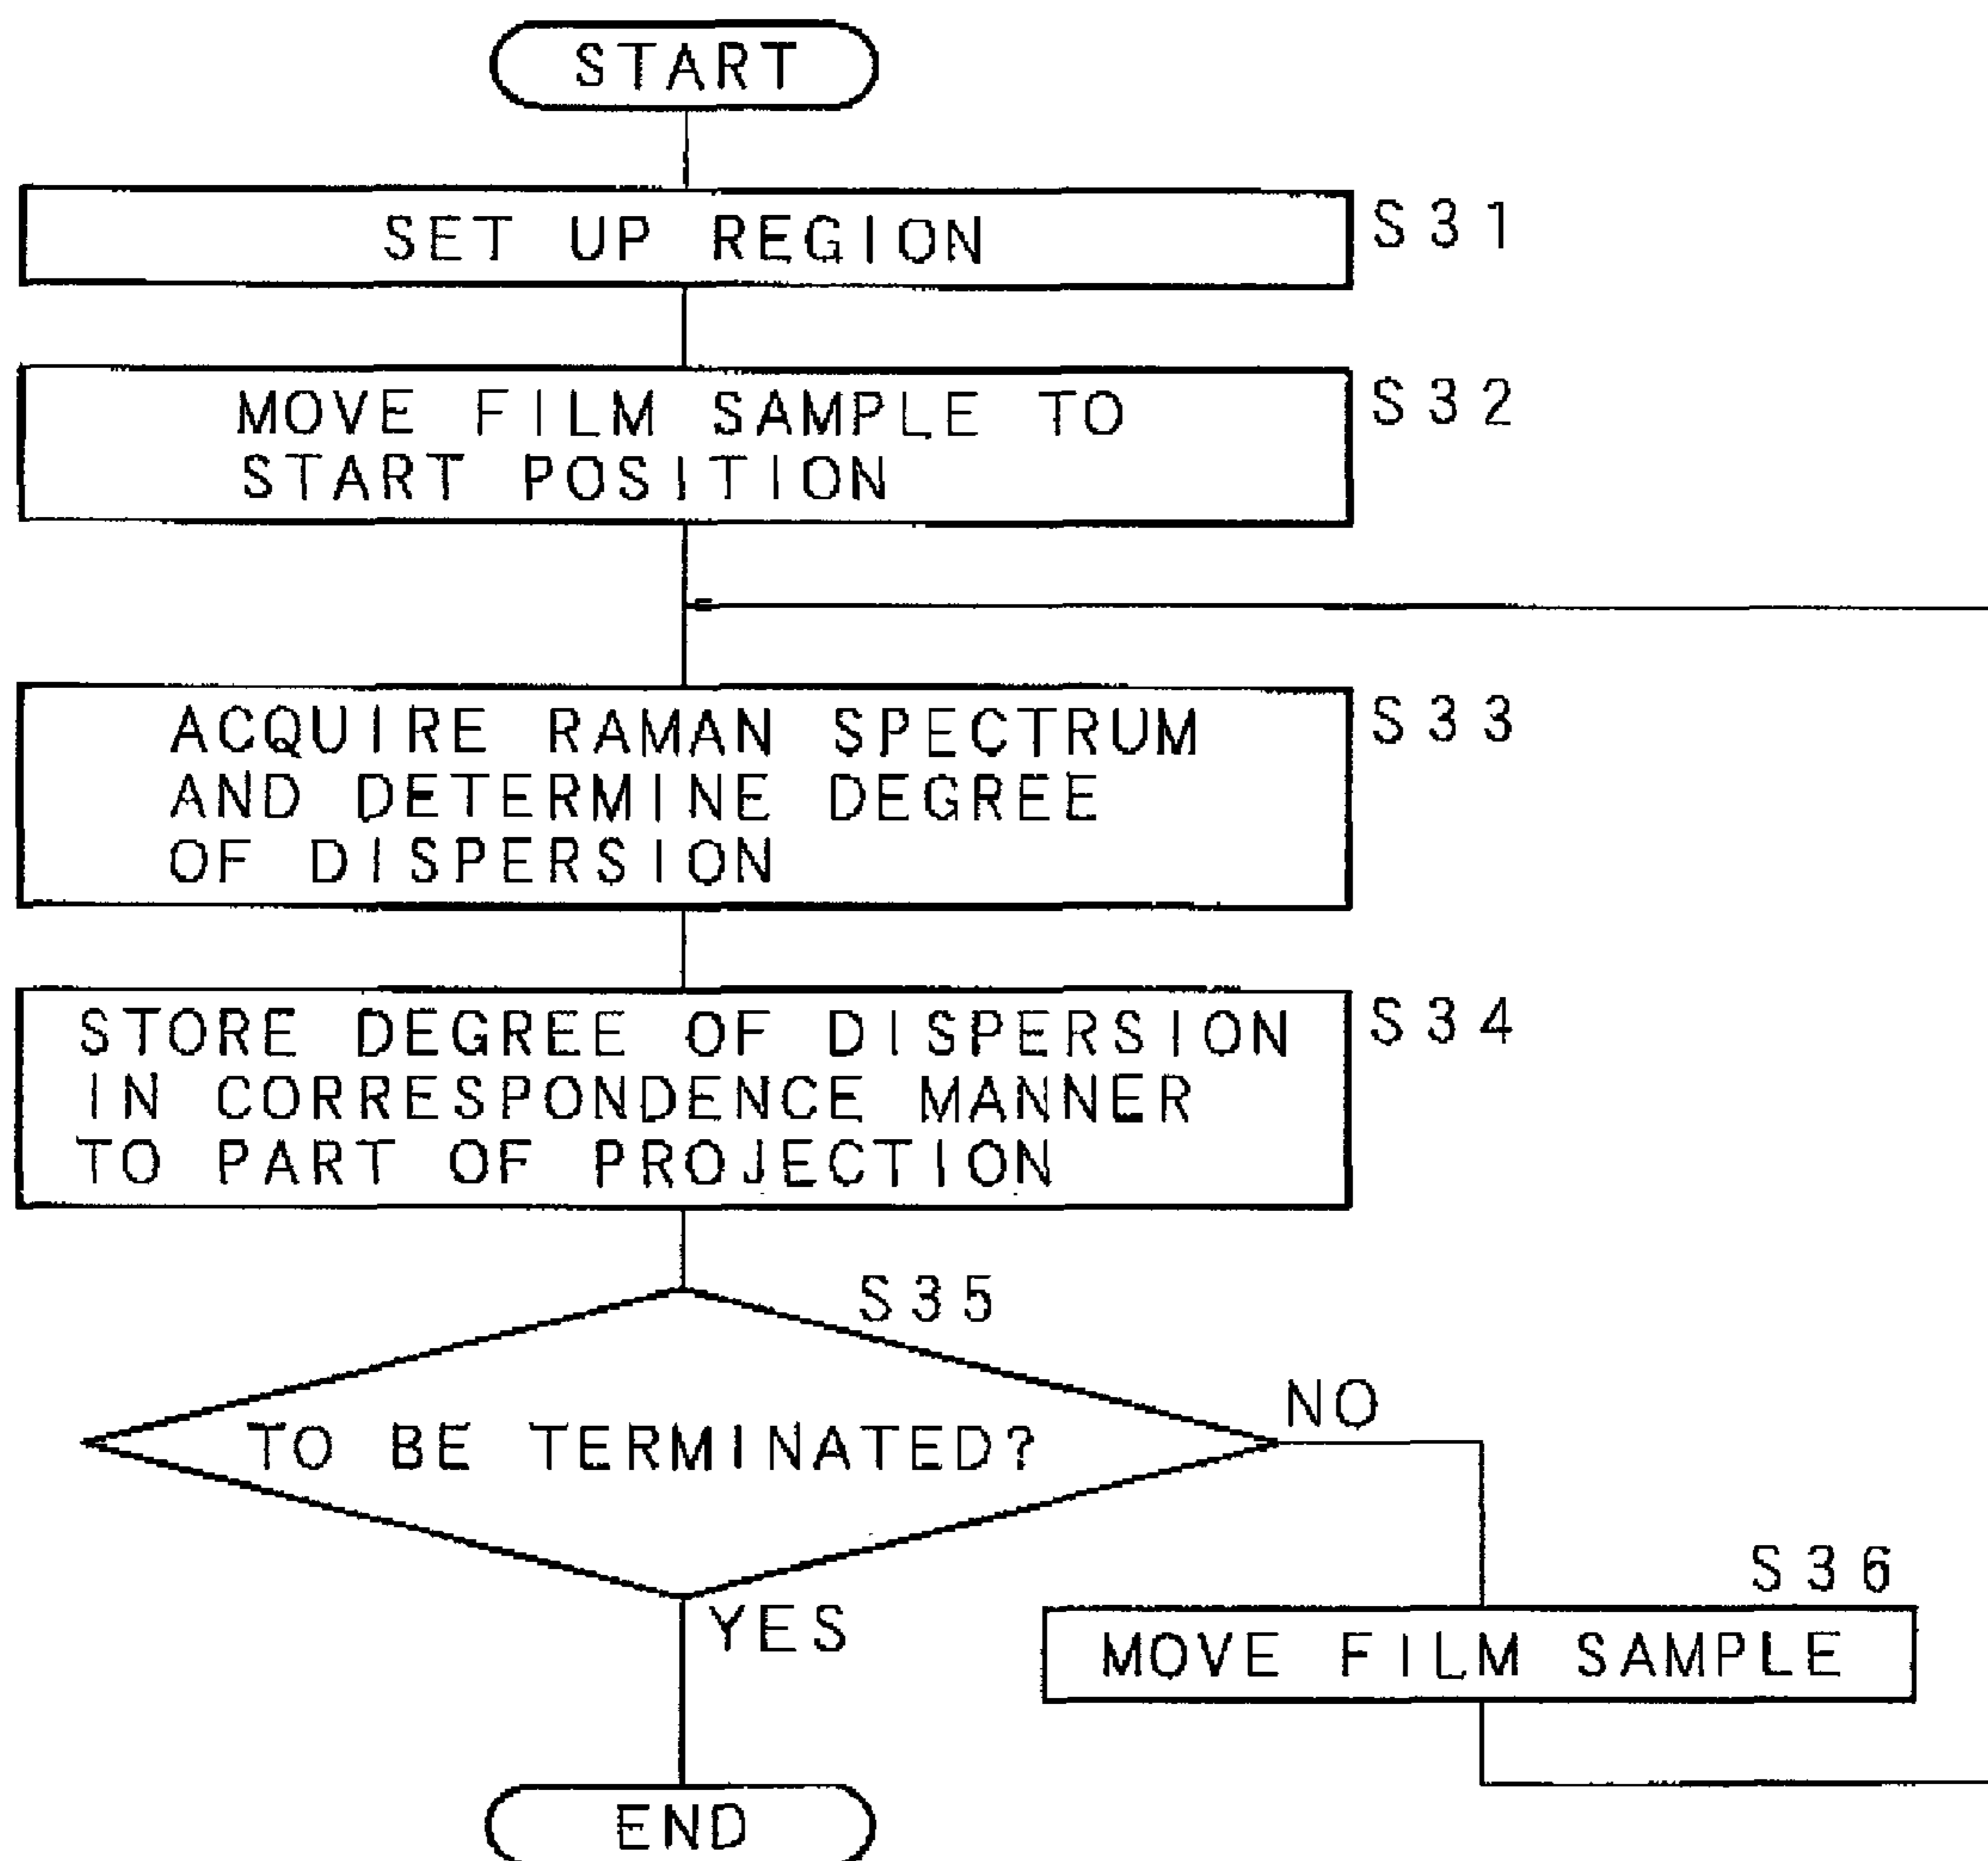 START
SET UP REGION
S31
MOVE FILM SAMPLE TO
START POSITION
S32
ACQUIRE RAMAN SPECTRUM
AND DETERMINE DEGREE
OF DISPERSION
S33
STORE DEGREE OF DISPERSION
IN CORRESPONDENCE MANNER
TO PART OF PROJECTION
S34
S35
TO BE TERMINATED?
NO
YES
S36
MOVE FILM SAMPLE
END